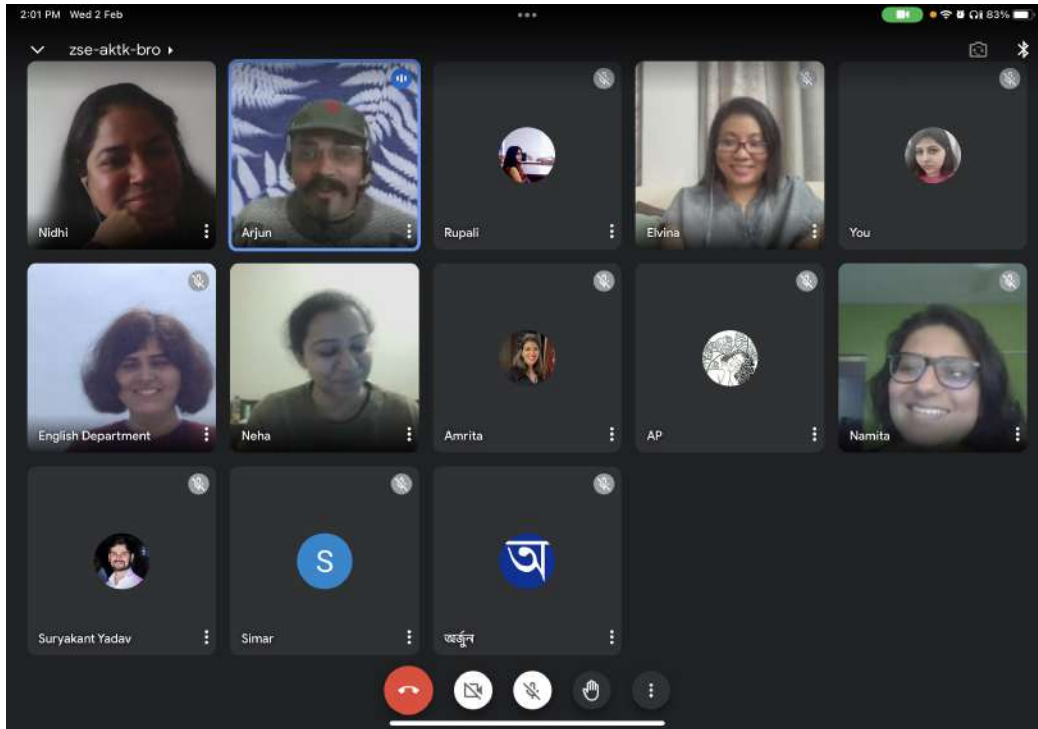 2:01 PM Wed 2 Feb
83%
zse-aktk-bro
Nidhi
Arjun
Rupali
Elvina
You
English Department
Neha
Amrita
AP
Namita
S
অ
Suryakant Yadav
Simar
অর্জুন